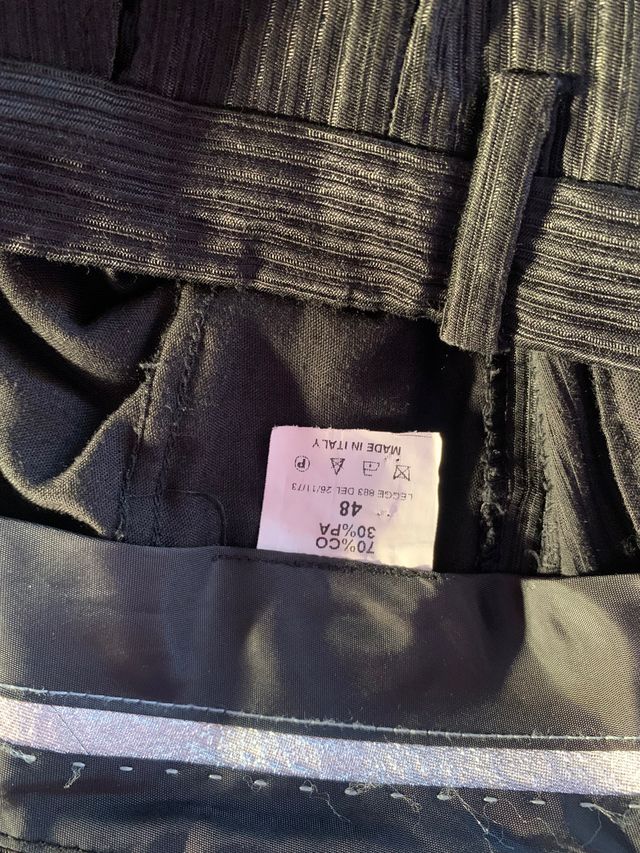 70%CO
30%PA
48
LEGGE 883 DEL 26/11/73
P
MADE IN ITALY